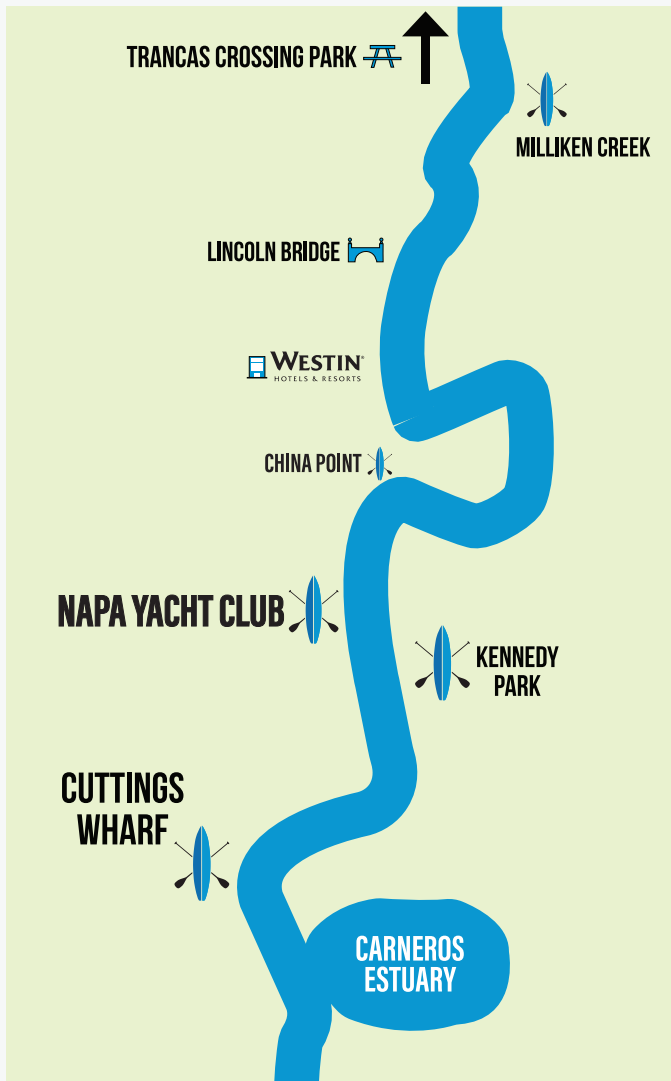 TRANCAS CROSSING PARK
MILLIKEN CREEK
LINCOLN BRIDGE
WESTIN®
HOTELS & RESORTS
CHINA POINT
NAPA YACHT CLUB
KENNEDY
PARK
CUTTINGS
WHARF
CARNEROS
ESTUARY